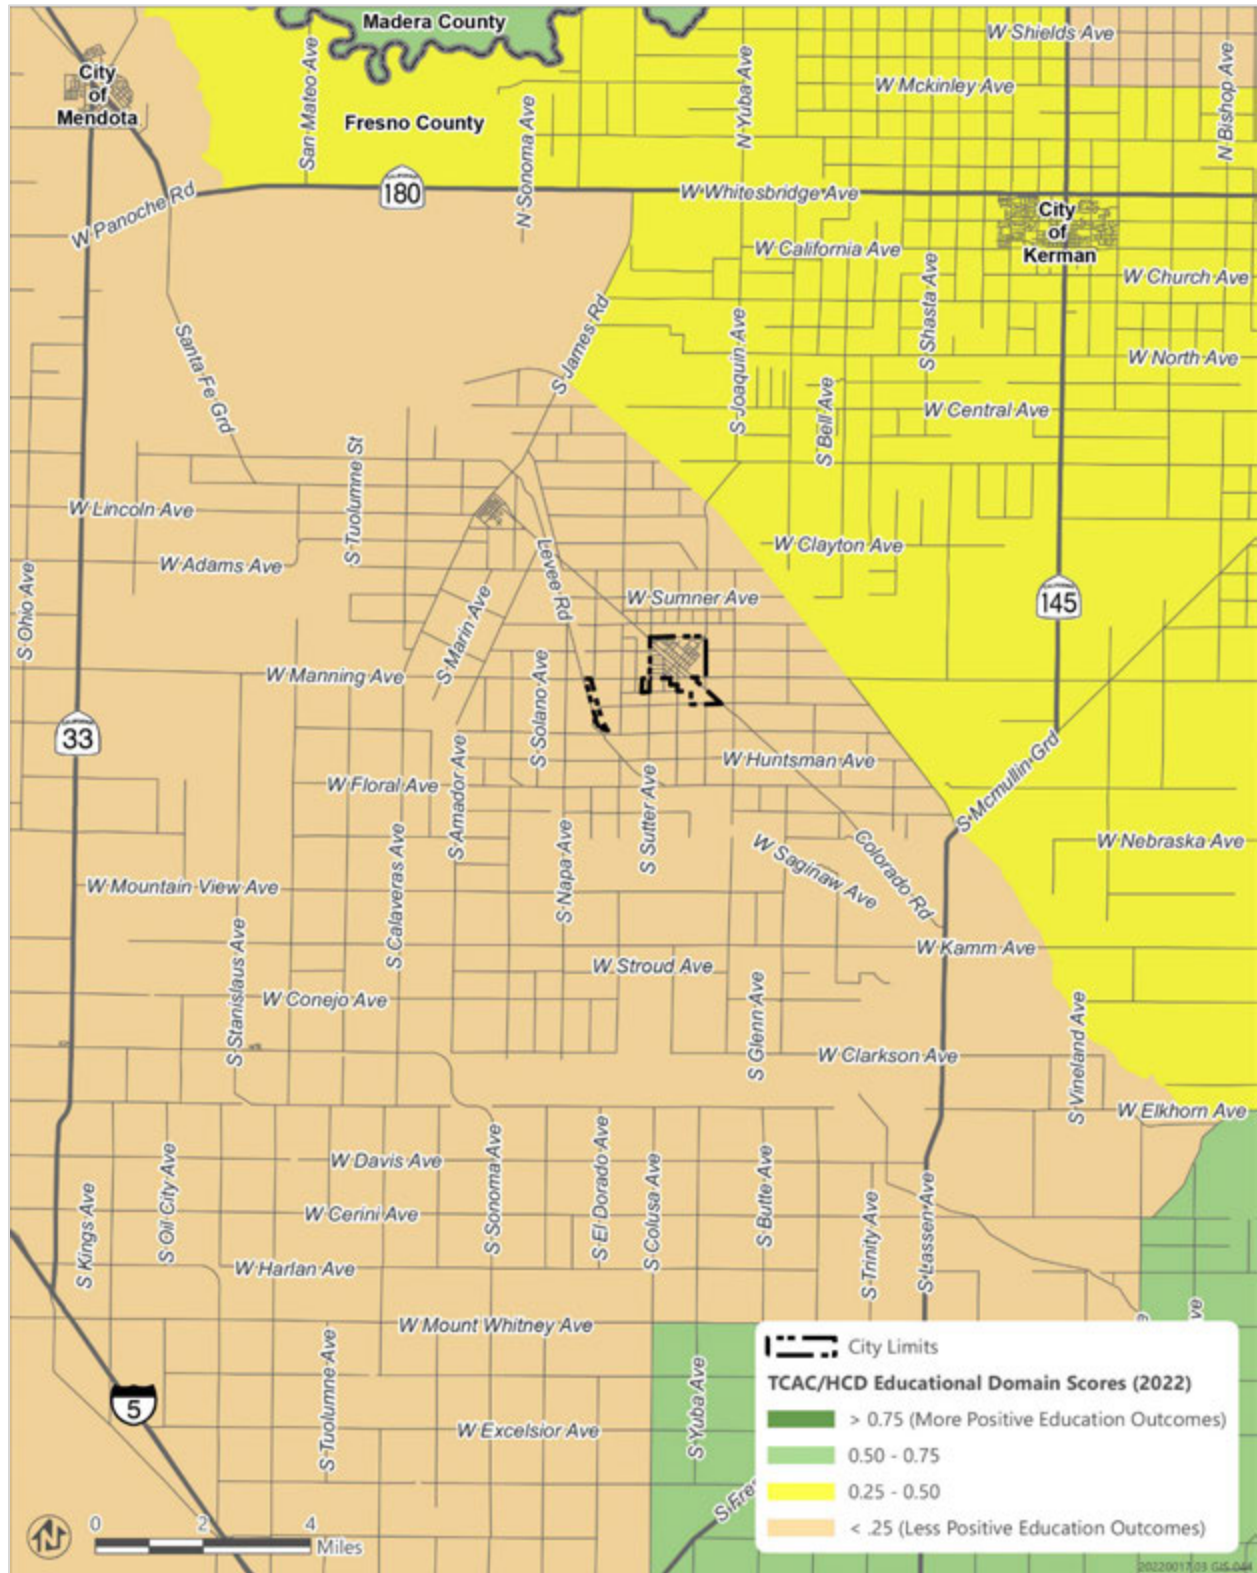 Madera County
W Shields Ave
San Mateo Ave
N Yuba Ave
N Bishop Ave
City
of
Mendota
W Mckinley Ave
Fresno County
N Sonoma Ave
W Panoche Rd
CALIFORNIA
180
W Whitesbridge Ave
City
of
Kerman
W California Ave
S Shasta Ave
W Church Ave
S James Rd
Santa Fe Grd
S Joaquin Ave
W North Ave
S Bell Ave
W Central Ave
S Tuolumne St
W Lincoln Ave
W Adams Ave
Levee Rd
W Clayton Ave
S Ohio Ave
S Marin Ave
W Sumner Ave
CALIFORNIA
145
W Manning Ave
S Solano Ave
CALIFORNIA
33
W Huntsman Ave
W Floral Ave
S Amador Ave
S Sutter Ave
S Mcmullin Grd
S Calaveras Ave
S Napa Ave
W Saginaw Ave
Colorado Rd
W Nebraska Ave
W Mountain View Ave
S Stanislaus Ave
W Kamm Ave
W Stroud Ave
W Conejo Ave
S Glenn Ave
S Vineland Ave
W Clarkson Ave
W Elkhorn Ave
S Oil City Ave
W Davis Ave
S Sonoma Ave
S El Dorado Ave
S Colusa Ave
S Butte Ave
S Kings Ave
W Cerini Ave
S Trinity Ave
S Lassen Ave
W Harlan Ave
W Mount Whitney Ave
ve
S Tuolumne Ave
S Yuba Ave
5
W Excelsior Ave
S Fre
City Limits
TCAC/HCD Educational Domain Scores (2022)
> 0.75 (More Positive Education Outcomes)
0.50 - 0.75
0.25 - 0.50
< .25 (Less Positive Education Outcomes)
N
0 2 4
Miles
20220017.03 GIS 044